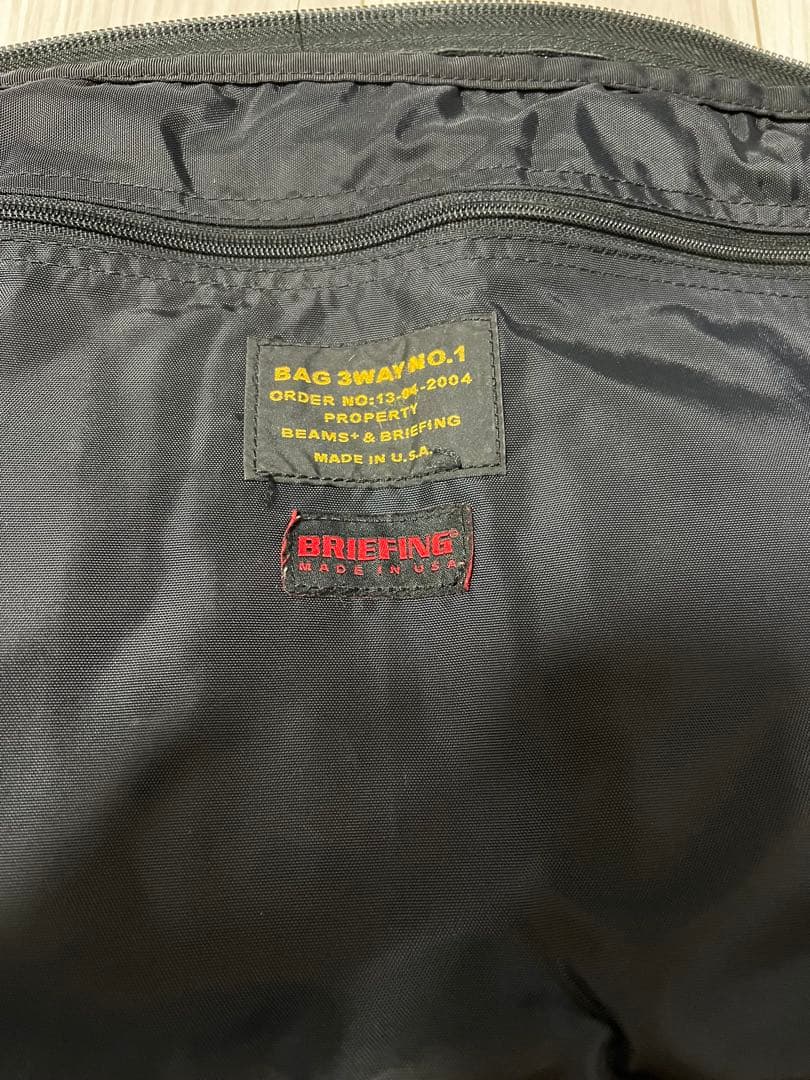 BAG 3WAY NO.1
ORDER NO:13-04-2004
PROPERTY
BEAMS+ & BRIEFING
MADE IN U.S.A.
BRIEFING®
MADE IN USA